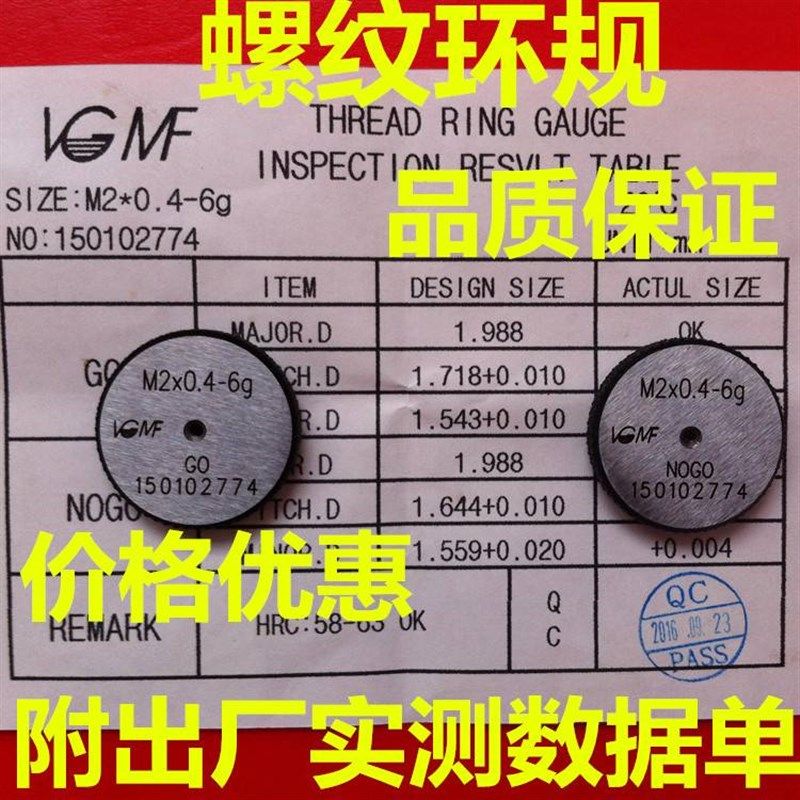 螺纹环规
VGMF
THREAD RING GAUGE
INSPECTION RESVLT TABLE
SIZE:M2*0.4-6g
品质保证
NO:150102774
ITEM DESIGN SIZE ACTUL SIZE
MAJOR.D 1.988 OK
1.718+0.010
1.543+0.010
1.988
NOGO
1.644+0.010
1.559+0.020 +0.004
M2x0.4-6g
VGMF
GO
150102774
M2x0.4-6g
VGMF
NOGO
150102774
价格优惠
REMARK HRC:58-63 OK Q C
QC
2016.09.23
PASS
附出厂实测数据单